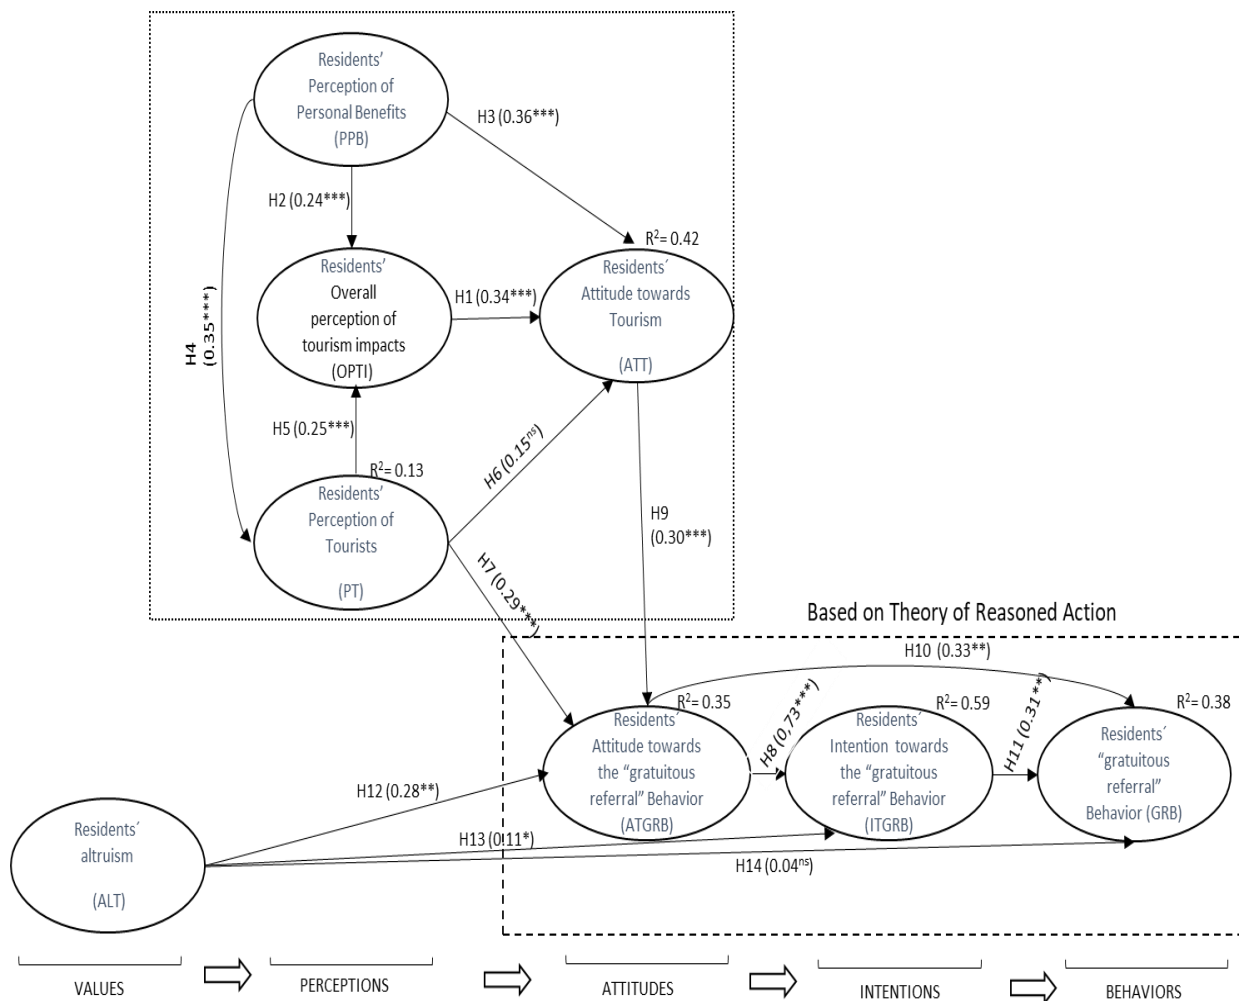 Residents'
Perception of
Personal Benefits
(PPB)
H3 (0.36***)
H2 (0.24***)
R²= 0.42
Residents'
Overall
perception of
tourism impacts
(OPTI)
H1 (0.34***)
Residents´
Attitude towards
Tourism
(ATT)
H4
(0.35***)
H5 (0.25***)
H6 (0.15ns)
R²= 0.13
Residents'
Perception of
Tourists
(PT)
H9
(0.30***)
H7 (0.29***)
Based on Theory of Reasoned Action
H10 (0.33**)
R²= 0.35
Residents´
Attitude towards
the “gratituous
referral” Behavior
(ATGRB)
H8 (0,73***)
R²= 0.59
Residents´
Intention towards
the “gratituous
referral” Behavior
(ITGRB)
H11 (0.31**)
R²= 0.38
Residents´
“gratituous
referral”
Behavior (GRB)
H12 (0.28**)
H13 (0.11*)
H14 (0.04ns)
Residents´
altruism
(ALT)
VALUES
PERCEPTIONS
ATTITUDES
INTENTIONS
BEHAVIORS